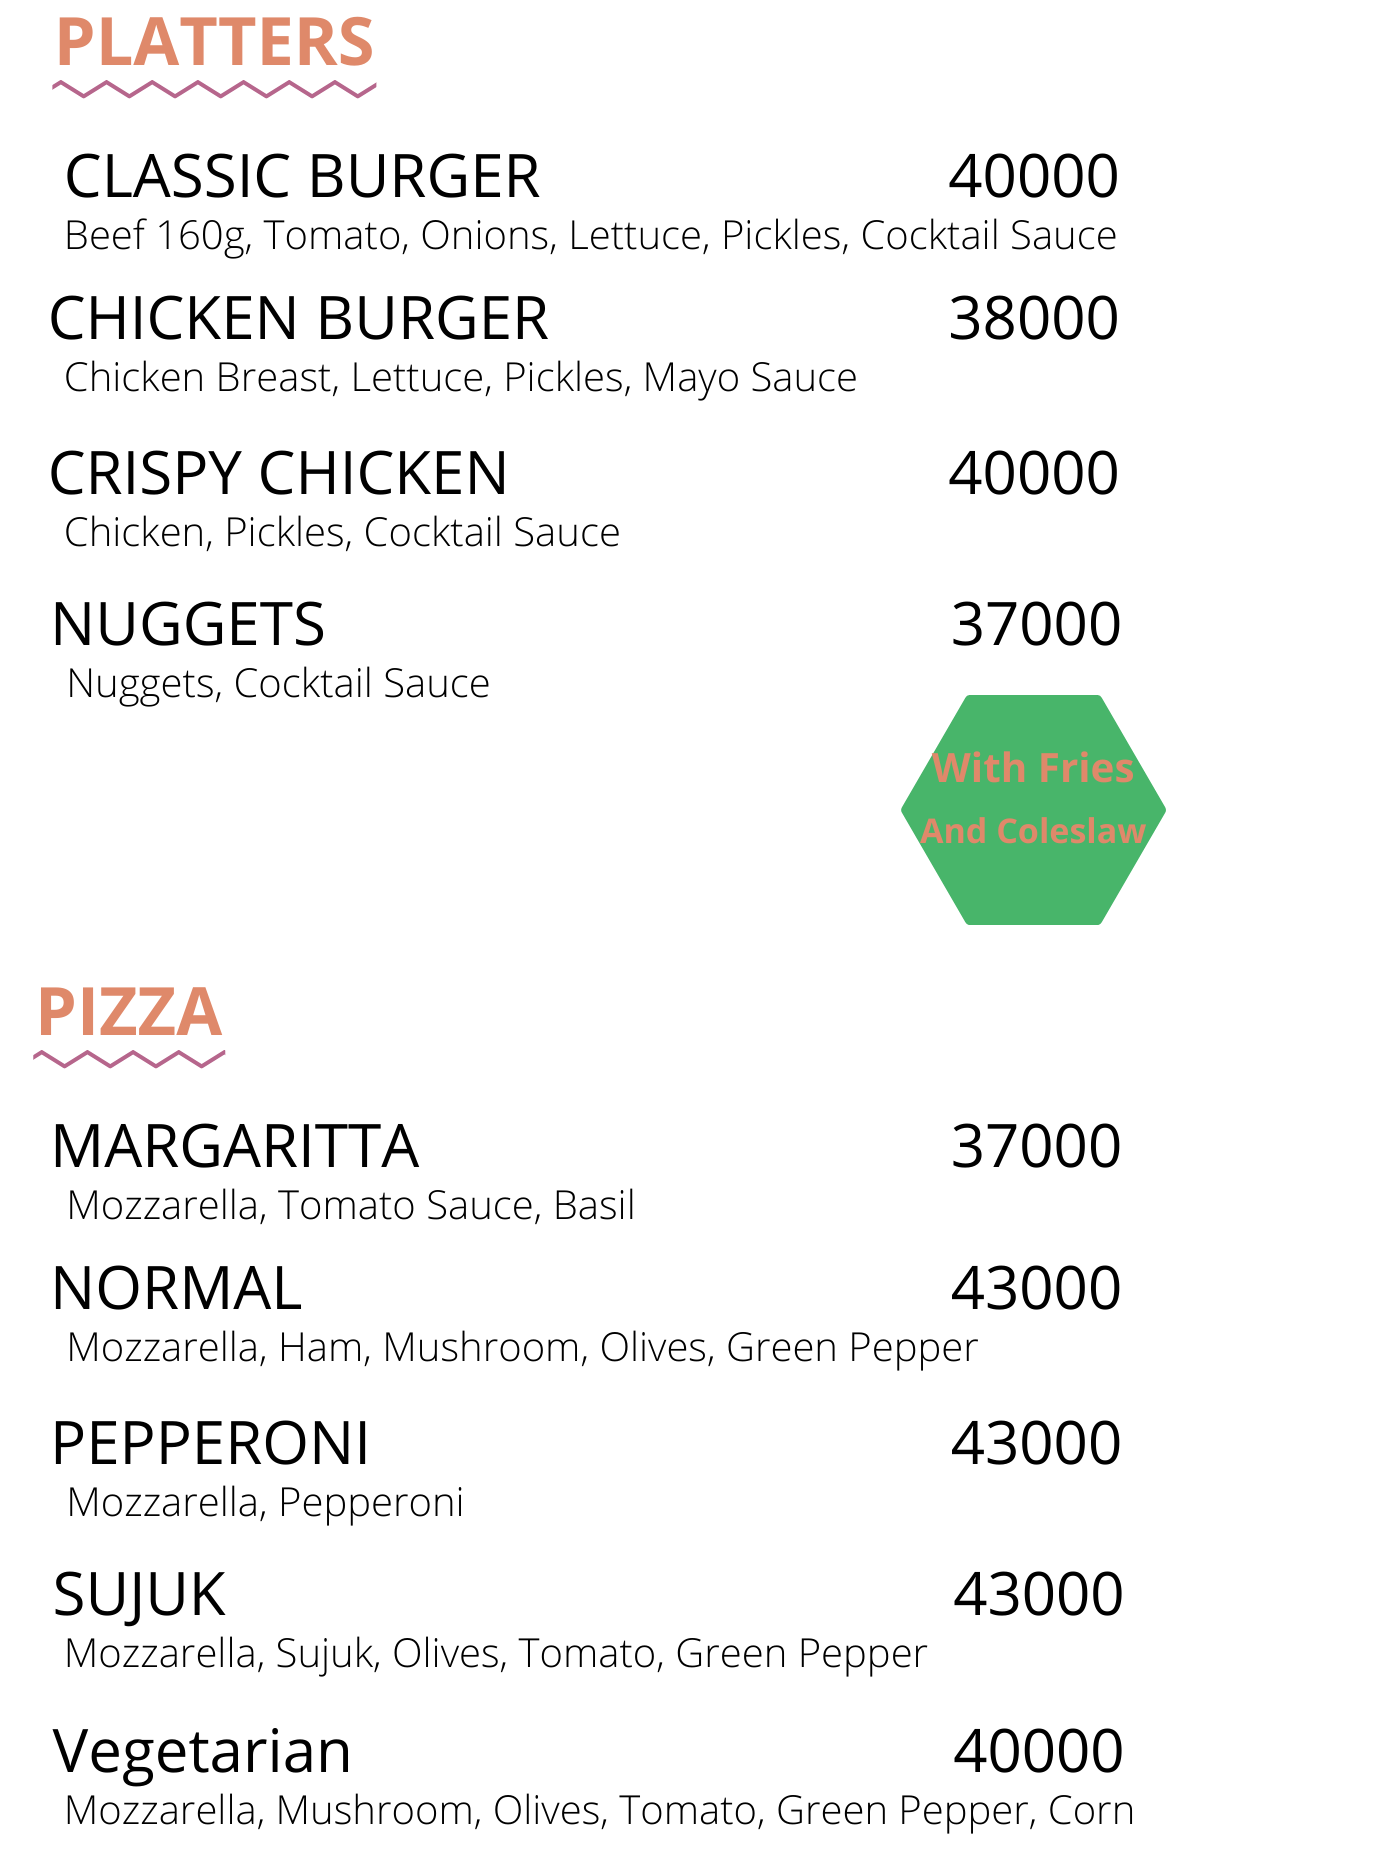 PLATTERS
CLASSIC BURGER 40000
Beef 160g, Tomato, Onions, Lettuce, Pickles, Cocktail Sauce
CHICKEN BURGER 38000
Chicken Breast, Lettuce, Pickles, Mayo Sauce
CRISPY CHICKEN 40000
Chicken, Pickles, Cocktail Sauce
NUGGETS 37000
Nuggets, Cocktail Sauce
With Fries
And Coleslaw
PIZZA
MARGARITTA 37000
Mozzarella, Tomato Sauce, Basil
NORMAL 43000
Mozzarella, Ham, Mushroom, Olives, Green Pepper
PEPPERONI 43000
Mozzarella, Pepperoni
SUJUK 43000
Mozzarella, Sujuk, Olives, Tomato, Green Pepper
Vegetarian 40000
Mozzarella, Mushroom, Olives, Tomato, Green Pepper, Corn